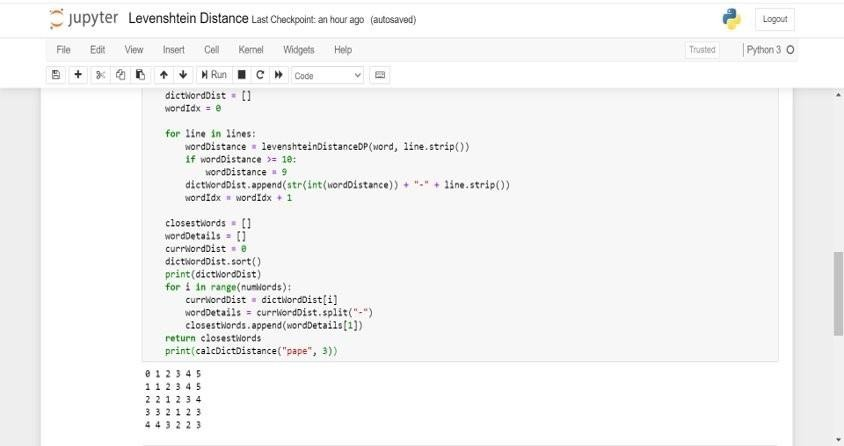 jupyter Levenshtein Distance Last Checkpoint: an hour ago (autosaved)
Logout
File Edit View Insert Cell Kernel Widgets Help
Trusted Python 3
Run Code
dictWordDist = []
wordIdx = 0
for line in lines:
wordDistance = levenshteinDistanceDP(word, line.strip())
if wordDistance >= 10:
wordDistance = 9
dictWordDist.append(str(int(wordDistance)) + "-" + line.strip())
wordIdx = wordIdx + 1
closestWords = []
wordDetails = []
currWordDist = 0
dictWordDist.sort()
print(dictWordDist)
for i in range(numWords):
currWordDist = dictWordDist[i]
wordDetails = currWordDist.split("-")
closestWords.append(wordDetails[1])
return closestWords
print(calcDictDistance("pape", 3))
0 1 2 3 4 5
1 1 2 3 4 5
2 2 1 2 3 4
3 3 2 1 2 3
4 4 3 2 2 3